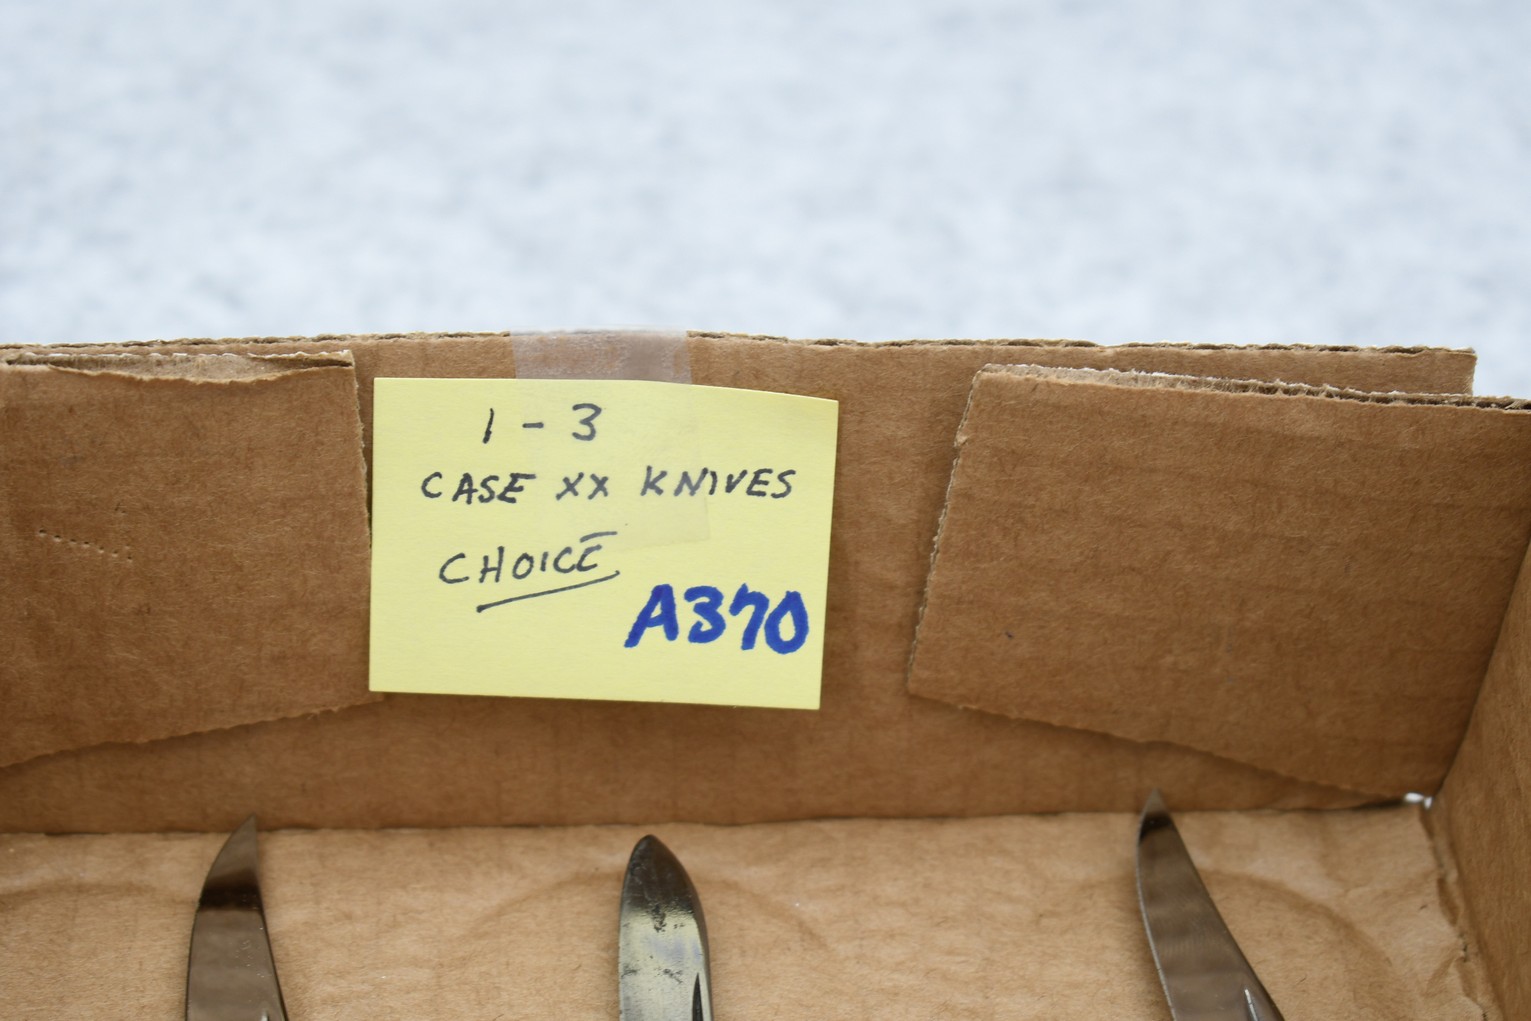 1 - 3
CASE XX KNIVES
CHOICE
A370